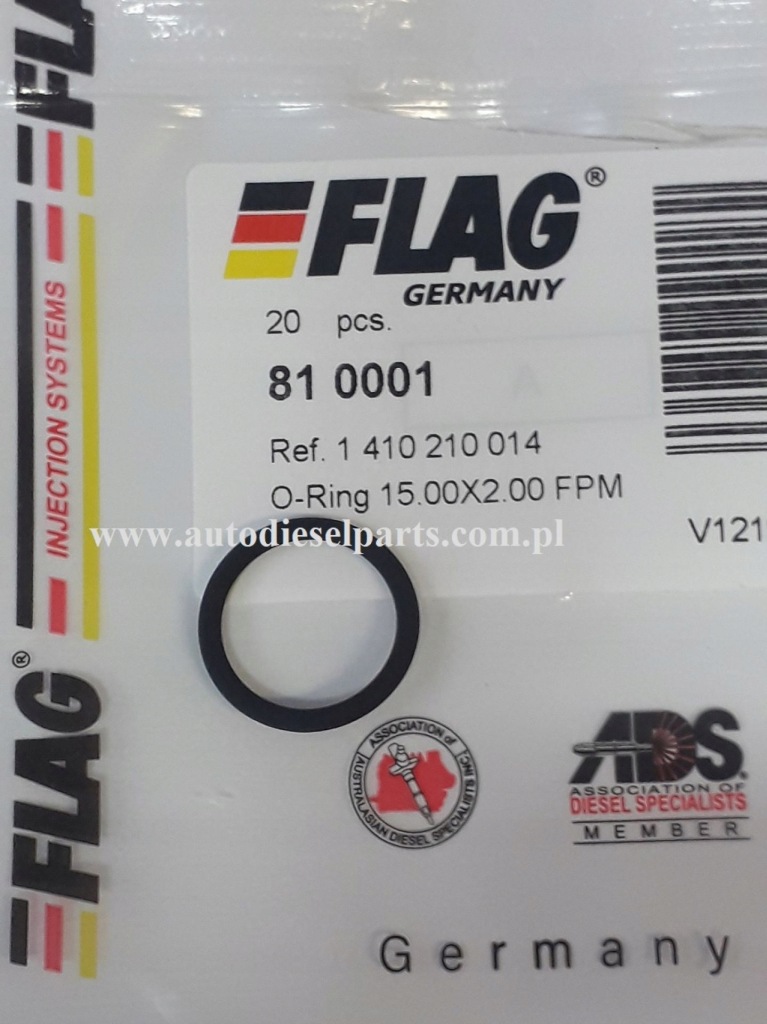 FLAG
FLAG®
GERMANY
20 pcs.
81 0001
A
Ref. 1 410 210 014
O-Ring 15.00X2.00 FPM
V121
www.autodieselparts.com.pl
INJECTION SYSTEMS
FLAG®
ASSOCIATION of
AUSTRALASIAN DIESEL SPECIALISTS INC.
ADS.
ASSOCIATION OF
DIESEL SPECIALISTS
MEMBER
Germany